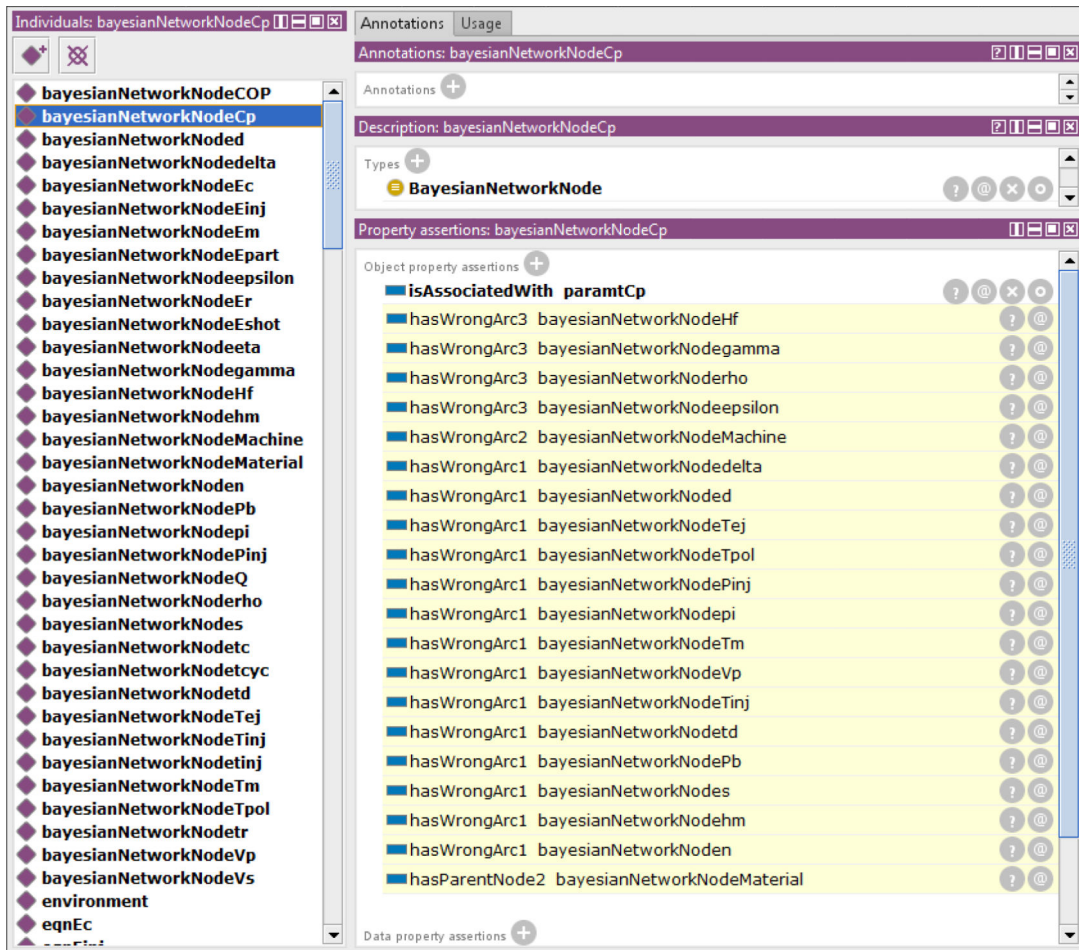 Individuals: bayesianNetworkNodeCp
bayesianNetworkNodeCOP
bayesianNetworkNodeCp
bayesianNetworkNoded
bayesianNetworkNodedelta
bayesianNetworkNodeEc
bayesianNetworkNodeEinj
bayesianNetworkNodeEm
bayesianNetworkNodeEpart
bayesianNetworkNodeepsilon
bayesianNetworkNodeEr
bayesianNetworkNodeEshot
bayesianNetworkNodeeta
bayesianNetworkNodegamma
bayesianNetworkNodeHf
bayesianNetworkNodehm
bayesianNetworkNodeMachine
bayesianNetworkNodeMaterial
bayesianNetworkNoden
bayesianNetworkNodePb
bayesianNetworkNodepi
bayesianNetworkNodePinj
bayesianNetworkNodeQ
bayesianNetworkNoderho
bayesianNetworkNodes
bayesianNetworkNodetc
bayesianNetworkNodetcyc
bayesianNetworkNodetd
bayesianNetworkNodeTej
bayesianNetworkNodeTinj
bayesianNetworkNodetinj
bayesianNetworkNodeTm
bayesianNetworkNodeTpol
bayesianNetworkNodetr
bayesianNetworkNodeVp
bayesianNetworkNodeVs
environment
eqnEc
Annotations Usage
Annotations: bayesianNetworkNodeCp
Annotations
Description: bayesianNetworkNodeCp
Types
BayesianNetworkNode
Property assertions: bayesianNetworkNodeCp
Object property assertions
isAssociatedWith paramtCp
hasWrongArc3 bayesianNetworkNodeHf
hasWrongArc3 bayesianNetworkNodegamma
hasWrongArc3 bayesianNetworkNoderho
hasWrongArc3 bayesianNetworkNodeepsilon
hasWrongArc2 bayesianNetworkNodeMachine
hasWrongArc1 bayesianNetworkNodedelta
hasWrongArc1 bayesianNetworkNoded
hasWrongArc1 bayesianNetworkNodeTej
hasWrongArc1 bayesianNetworkNodeTpol
hasWrongArc1 bayesianNetworkNodePinj
hasWrongArc1 bayesianNetworkNodepi
hasWrongArc1 bayesianNetworkNodeTm
hasWrongArc1 bayesianNetworkNodeVp
hasWrongArc1 bayesianNetworkNodeTinj
hasWrongArc1 bayesianNetworkNodetd
hasWrongArc1 bayesianNetworkNodePb
hasWrongArc1 bayesianNetworkNodes
hasWrongArc1 bayesianNetworkNodehm
hasWrongArc1 bayesianNetworkNoden
hasParentNode2 bayesianNetworkNodeMaterial
Data property assertions